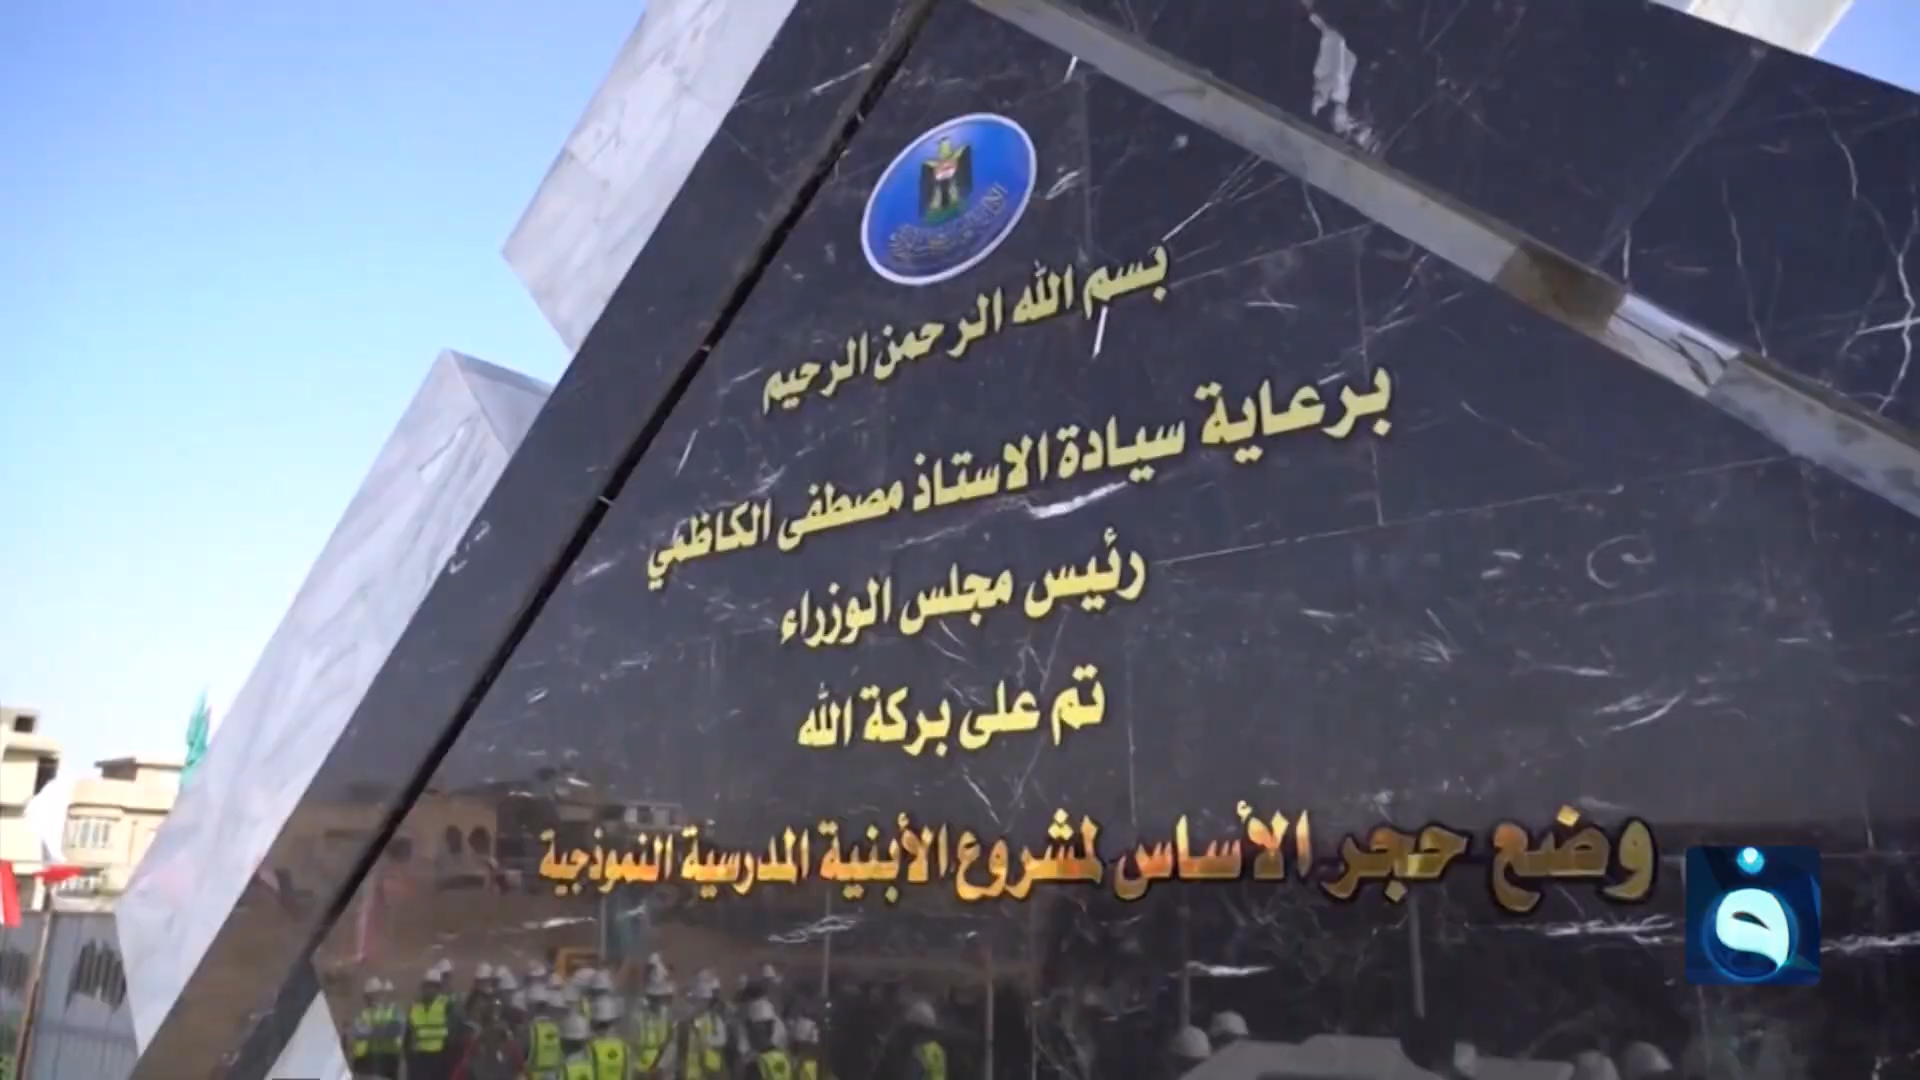 بسم الله الرحمن الرحيم
برعاية سيادة الاستاذ مصطفى الكاظمي
رئيس مجلس الوزراء
تم على بركة الله
وضع حجر الأساس لمشروع الأبنية المدرسية النموذجية